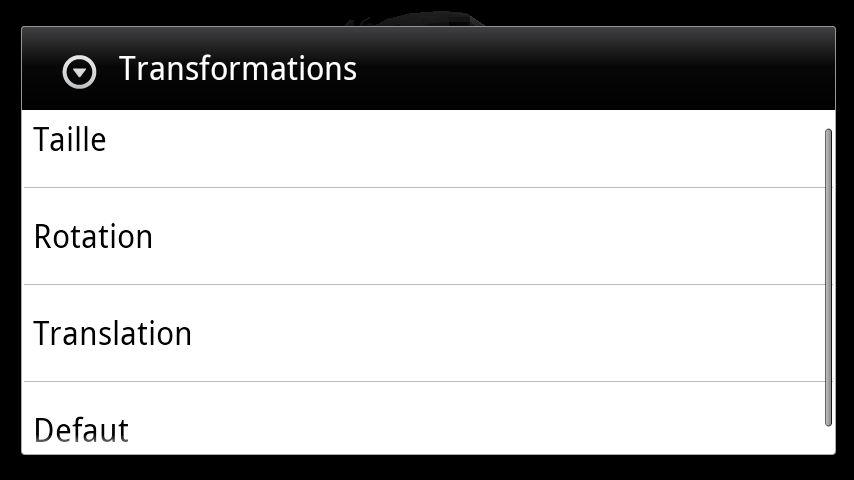 Transformations
Taille
Rotation
Translation
Defaut